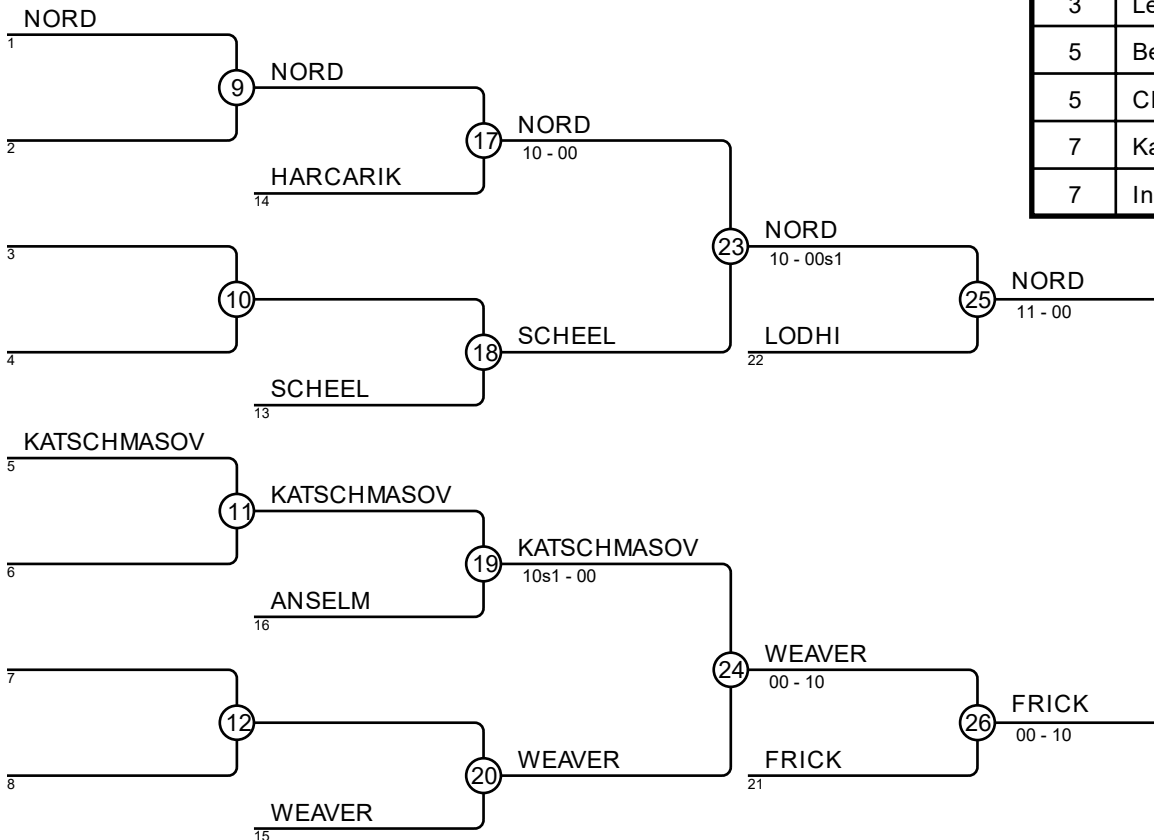 NORD
1
9
NORD
2
17
NORD
10 - 00
HARCARIK
14
3
10
23
NORD
10 - 00s1
4
18
SCHEEL
SCHEEL
13
LODHI
22
25
NORD
11 - 00
KATSCHMASOV
5
11
KATSCHMASOV
6
19
KATSCHMASOV
10s1 - 00
ANSELM
16
7
12
24
WEAVER
00 - 10
8
20
WEAVER
WEAVER
15
FRICK
21
26
FRICK
00 - 10
3
5
5
7
7